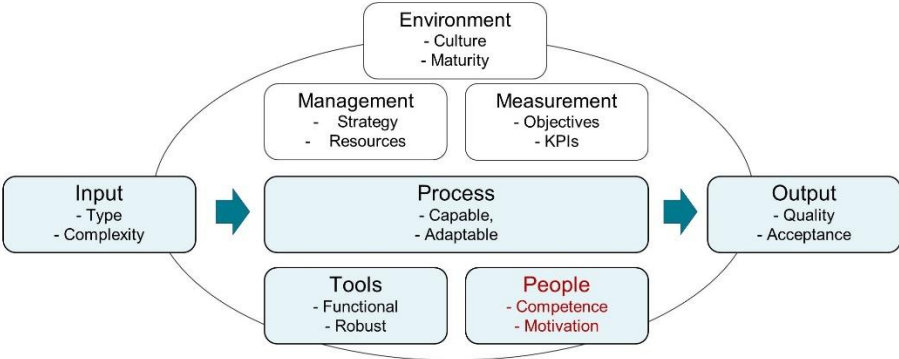 Environment
- Culture
- Maturity
Management
- Strategy
- Resources
Measurement
- Objectives
- KPIs
Input
- Type
- Complexity
Process
- Capable,
- Adaptable
Output
- Quality
- Acceptance
Tools
- Functional
- Robust
People
- Competence
- Motivation